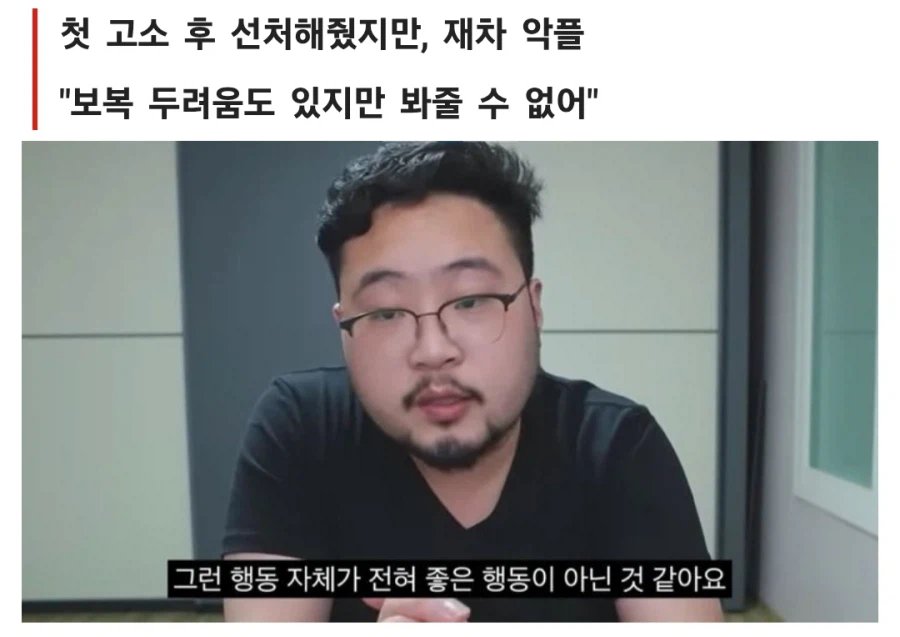 첫 고소 후 선처해줬지만, 재차 악플
"보복 두려움도 있지만 봐줄 수 없어"
그런 행동 자체가 전혀 좋은 행동이 아닌 것 같아요